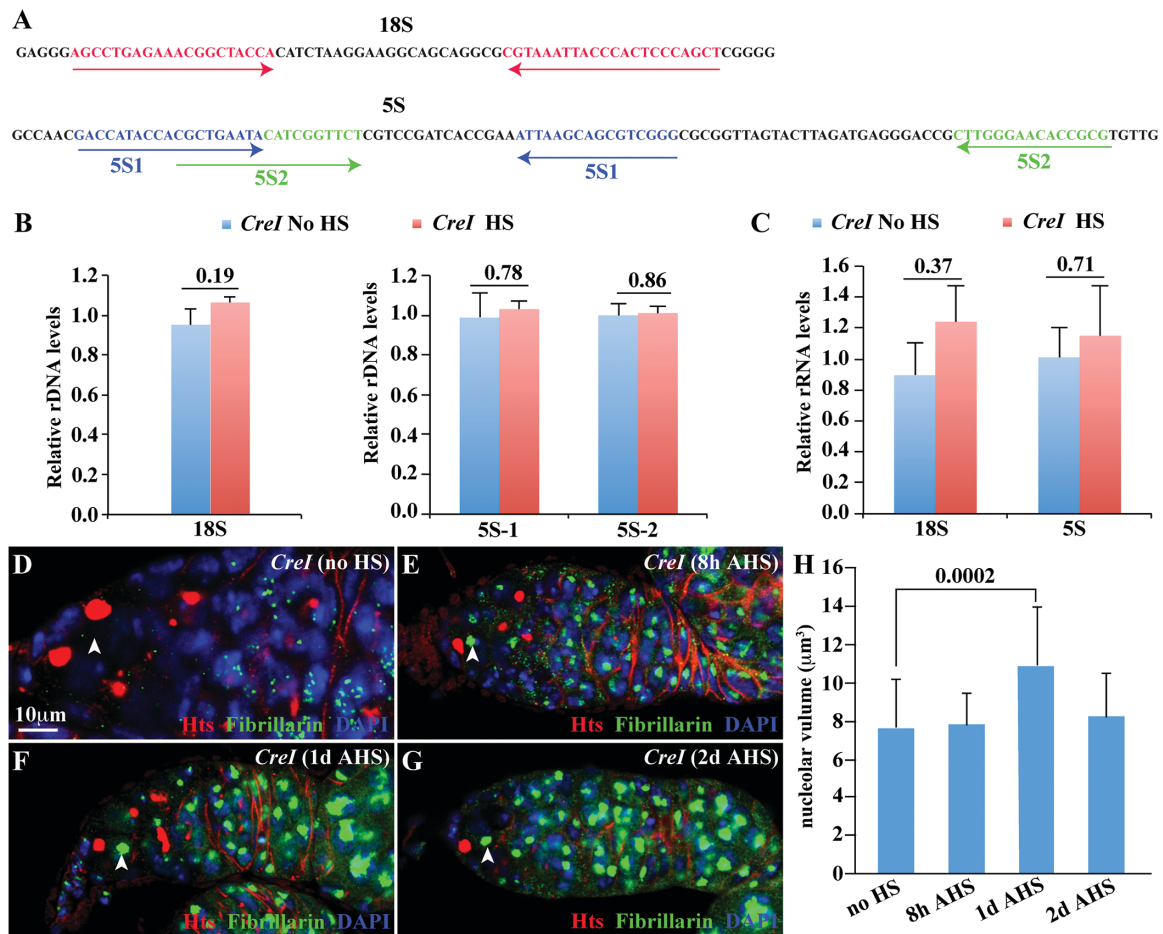 A
18S
GAGGGAGCCTGAGAAACGGCTACCACATCTAAGGAAGGCAGCAGGCGCGTAAATTACCCACTCCCAGCTCGGGG
5S
GCCAACGACCATACCACGCTGAATACATCGGTTCTCGTCCGATCACCGAAATTAAGCAGCGTCGGGCGCGGTTAGTACTTAGATGAGGGACCGCTTGGGAACACCGCGTGTTG
5S1
5S2
5S1
5S2
B
CreI No HS
CreI HS
Relative rDNA levels
1.2
1.0
0.8
0.6
0.4
0.2
0.0
0.19
18S
Relative rDNA levels
1.2
1.0
0.8
0.6
0.4
0.2
0.0
0.78
0.86
5S-1
5S-2
C
CreI No HS
CreI HS
Relative rRNA levels
1.6
1.4
1.2
1.0
0.8
0.6
0.4
0.2
0.0
0.37
0.71
18S
5S
D
CreI (no HS)
10μm
Hts Fibrillarin DAPI
E
CreI (8h AHS)
Hts Fibrillarin DAPI
F
CreI (1d AHS)
Hts Fibrillarin DAPI
G
CreI (2d AHS)
Hts Fibrillarin DAPI
H
nucleolar vulume (μm³)
16
14
12
10
8
6
4
2
0
0.0002
no HS
8h AHS
1d AHS
2d AHS